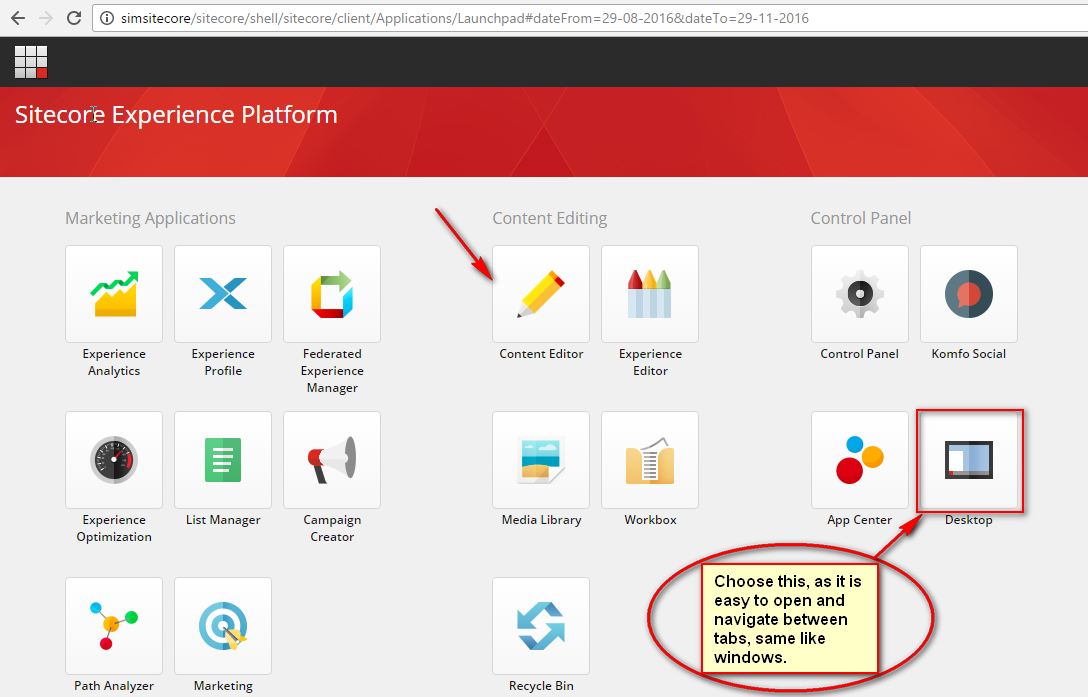 simsitecore/sitecore/shell/sitecore/client/Applications/Launchpad#dateFrom=29-08-2016&dateTo=29-11-2016
Sitecore Experience Platform
Marketing Applications
Content Editing
Control Panel
Experience
Analytics
Experience
Profile
Federated
Experience
Manager
Content Editor
Experience
Editor
Control Panel
Komfo Social
Experience
Optimization
List Manager
Campaign
Creator
Media Library
Workbox
App Center
Desktop
Choose this, as it is
easy to open and
navigate between
tabs, same like
windows.
Path Analyzer
Marketing
Recycle Bin